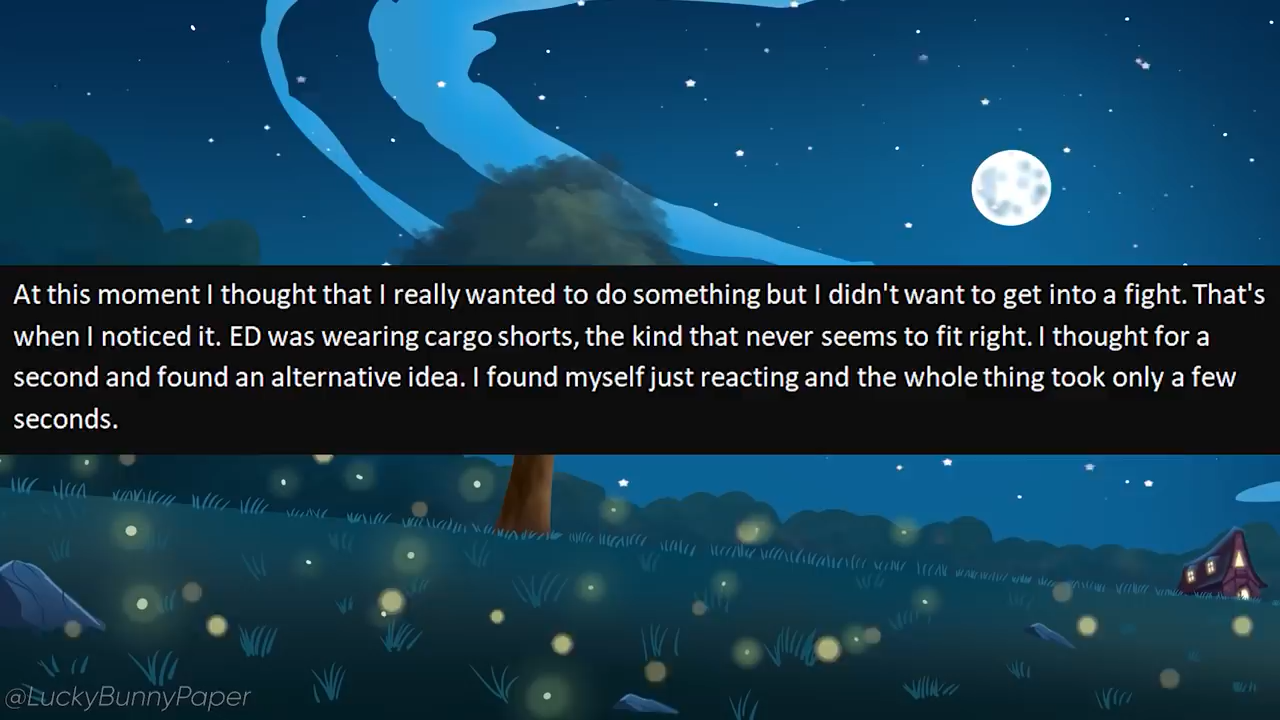 At this moment I thought that I really wanted to do something but I didn't want to get into a fight. That's
when I noticed it. ED was wearing cargo shorts, the kind that never seems to fit right. I thought for a
second and found an alternative idea. I found myself just reacting and the whole thing took only a few
seconds.
@LuckyBunnyPaper